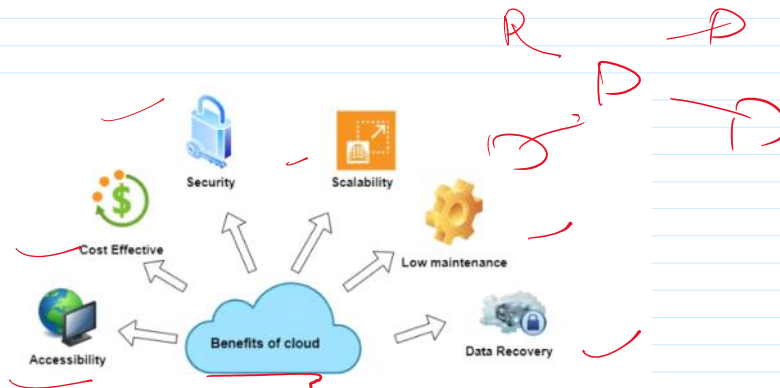 R D
D
D D
Security Scalability
Cost Effective Low maintenance
Benefits of cloud
Accessibility Data Recovery